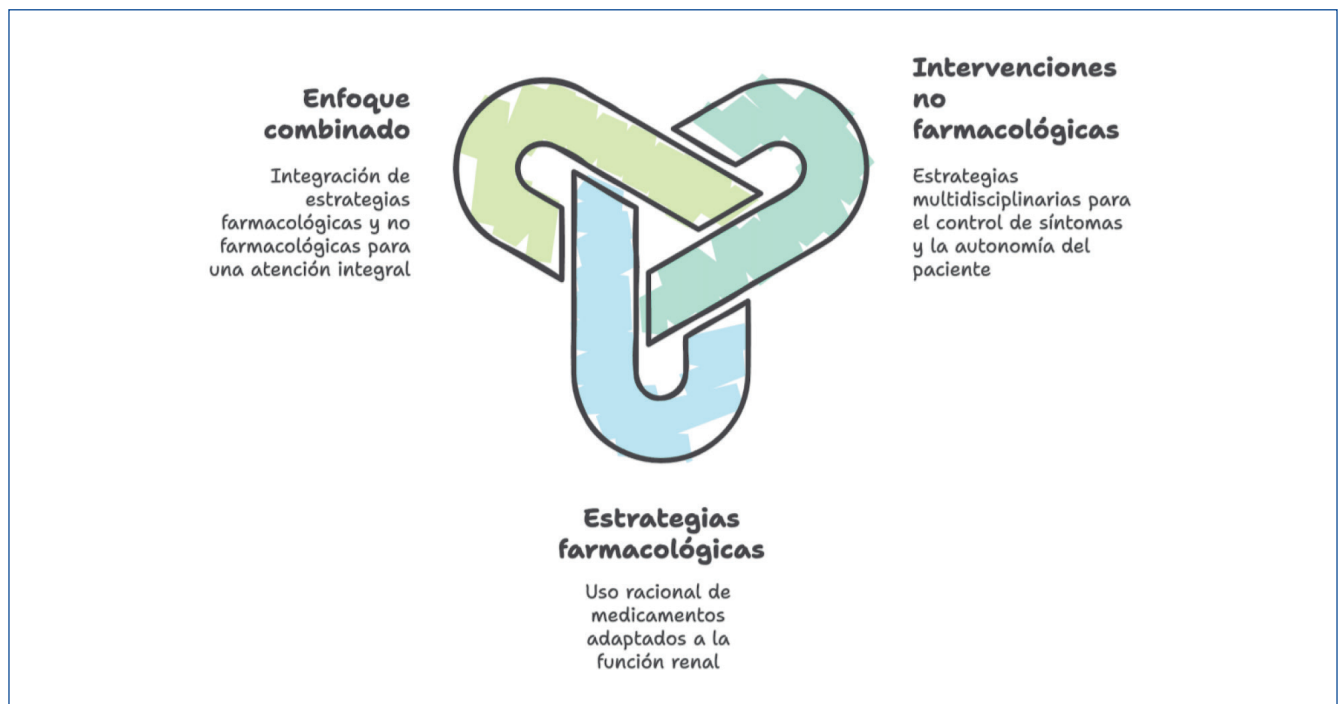 Enfoque
combinado
Integración de
estrategias
farmacológicas y no
farmacológicas para
una atención integral
Intervenciones
no
farmacológicas
Estrategias
multidisciplinarias para
el control de síntomas
y la autonomía del
paciente
Estrategias
farmacológicas
Uso racional de
medicamentos
adaptados a la
función renal